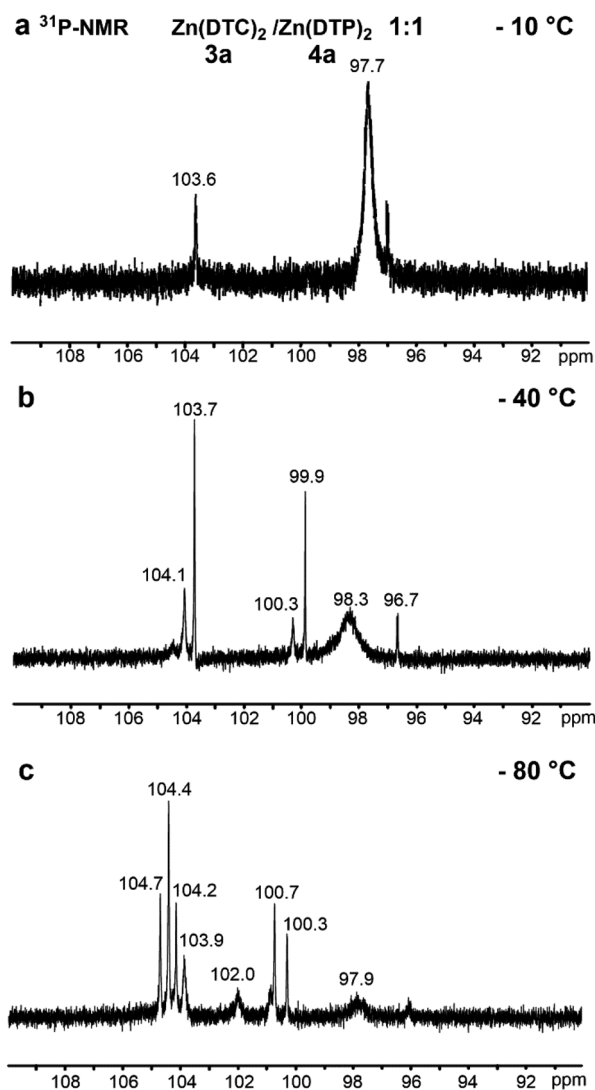 a ³¹P-NMR Zn(DTC)₂ /Zn(DTP)₂ 1:1 - 10 °C
3a 4a
97.7
103.6
108 106 104 102 100 98 96 94 92 ppm
b - 40 °C
103.7
99.9
104.1
100.3 98.3 96.7
108 106 104 102 100 98 96 94 92 ppm
c - 80 °C
104.4
104.7 104.2 100.7
100.3
103.9
102.0 97.9
108 106 104 102 100 98 96 94 92 ppm